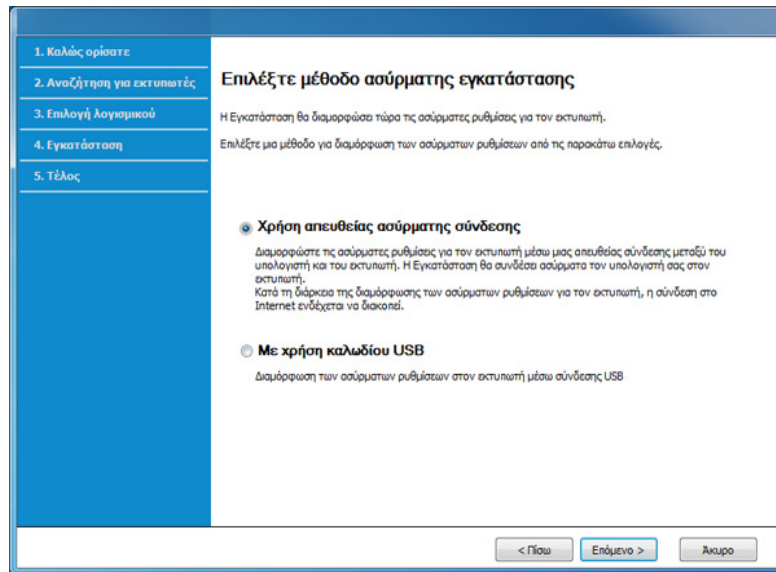 1. Καλώς ορίσατε
2. Αναζήτηση για εκτυπωτές
3. Επιλογή λογισμικού
4. Εγκατάσταση
5. Τέλος
Επιλέξτε μέθοδο ασύρματης εγκατάστασης
Η Εγκατάσταση θα διαμορφώσει τώρα τις ασύρματες ρυθμίσεις για τον εκτυπωτή.
Επιλέξτε μια μέθοδο για διαμόρφωση των ασύρματων ρυθμίσεων από τις παρακάτω επιλογές.
Χρήση απευθείας ασύρματης σύνδεσης
Διαμορφώστε τις ασύρματες ρυθμίσεις για τον εκτυπωτή μέσω μιας απευθείας σύνδεσης μεταξύ του
υπολογιστή και του εκτυπωτή. Η Εγκατάσταση θα συνδέσει ασύρματα τον υπολογιστή σας στον
εκτυπωτή.
Κατά τη διάρκεια της διαμόρφωσης των ασύρματων ρυθμίσεων για τον εκτυπωτή, η σύνδεση στο
Internet ενδέχεται να διακοπεί.
Με χρήση καλωδίου USB
Διαμόρφωση των ασύρματων ρυθμίσεων στον εκτυπωτή μέσω σύνδεσης USB
< Πίσω Επόμενο > Άκυρο